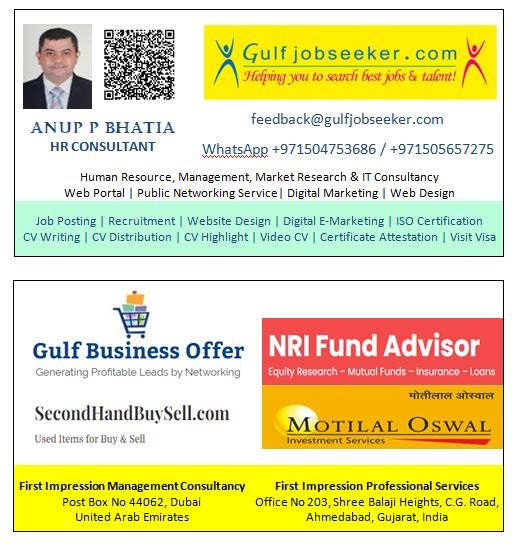 Gulf jobseeker.com
Helping you to search best jobs & talent!
ANUP P BHATIA
HR CONSULTANT
feedback@gulfjobseeker.com
WhatsApp +971504753686 / +971505657275
Human Resource, Management, Market Research & IT Consultancy
Web Portal | Public Networking Service| Digital Marketing | Web Design
Job Posting | Recruitment | Website Design | Digital E-Marketing | ISO Certification
CV Writing | CV Distribution | CV Highlight | Video CV | Certificate Attestation | Visit Visa
Gulf Business Offer
Generating Profitable Leads by Networking
SecondHandBuySell.com
Used Items for Buy & Sell
NRI Fund Advisor
Equity Research – Mutual Funds – Insurance – Loans
मोतीलाल ओस्वाल
MOTILAL OSWAL
Investment Services
First Impression Management Consultancy
Post Box No 44062, Dubai
United Arab Emirates
First Impression Professional Services
Office No 203, Shree Balaji Heights, C.G. Road,
Ahmedabad, Gujarat, India